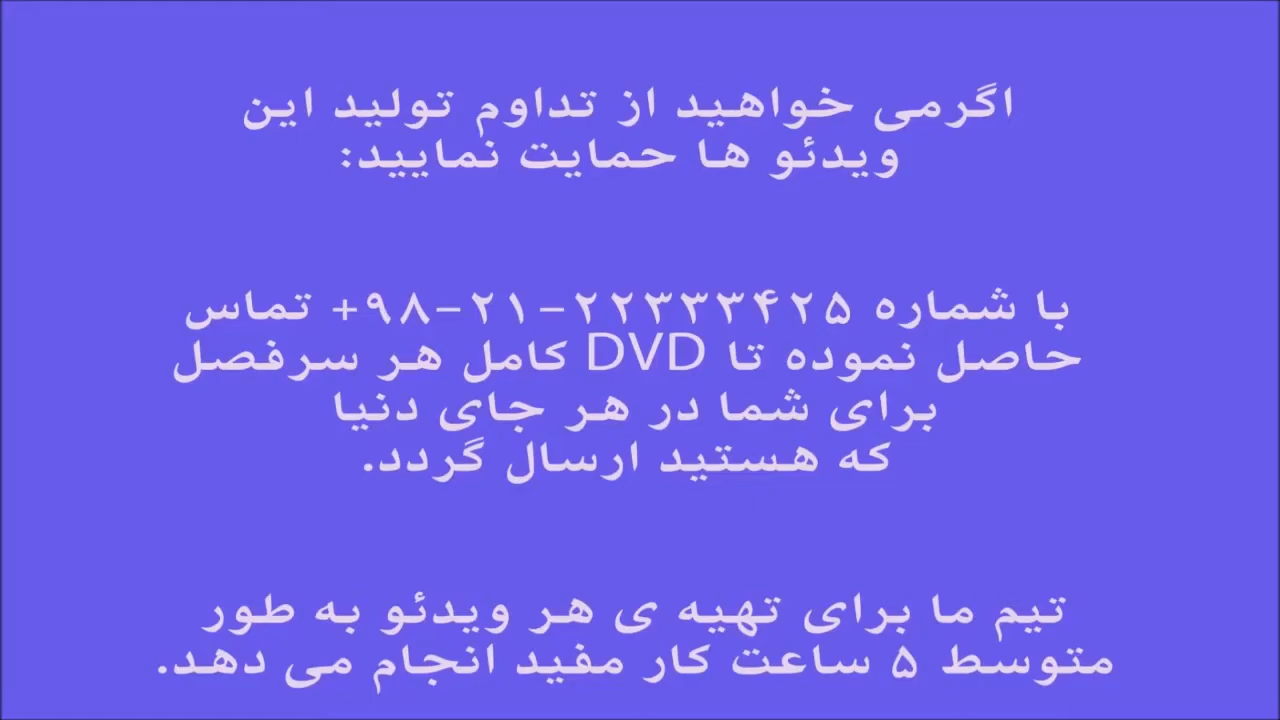 اگرمی خواهید از تداوم تولید این
ویدئو ها حمایت نمایید:
با شماره ۲۲۳۳۳۴۲۵-۲۱-۹۸+ تماس
حاصل نموده تا DVD کامل هر سرفصل
برای شما در هر جای دنیا
که هستید ارسال گردد.
تیم ما برای تهیه ی هر ویدئو به طور
متوسط ۵ ساعت کار مفید انجام می دهد.